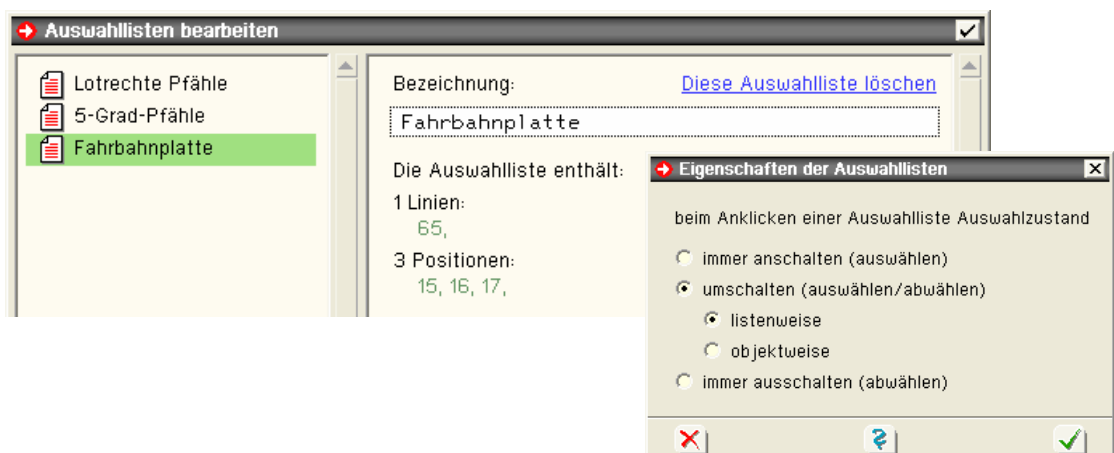 Auswahllisten bearbeiten
Lotrechte Pfähle
5-Grad-Pfähle
Fahrbahnplatte
Bezeichnung:
Diese Auswahlliste löschen
Fahrbahnplatte
Die Auswahlliste enthält:
1 Linien:
65,
3 Positionen:
15, 16, 17,
Eigenschaften der Auswahllisten
beim Anklicken einer Auswahlliste Auswahlzustand
immer anschalten (auswählen)
umschalten (auswählen/abwählen)
listenweise
objektweise
immer ausschalten (abwählen)